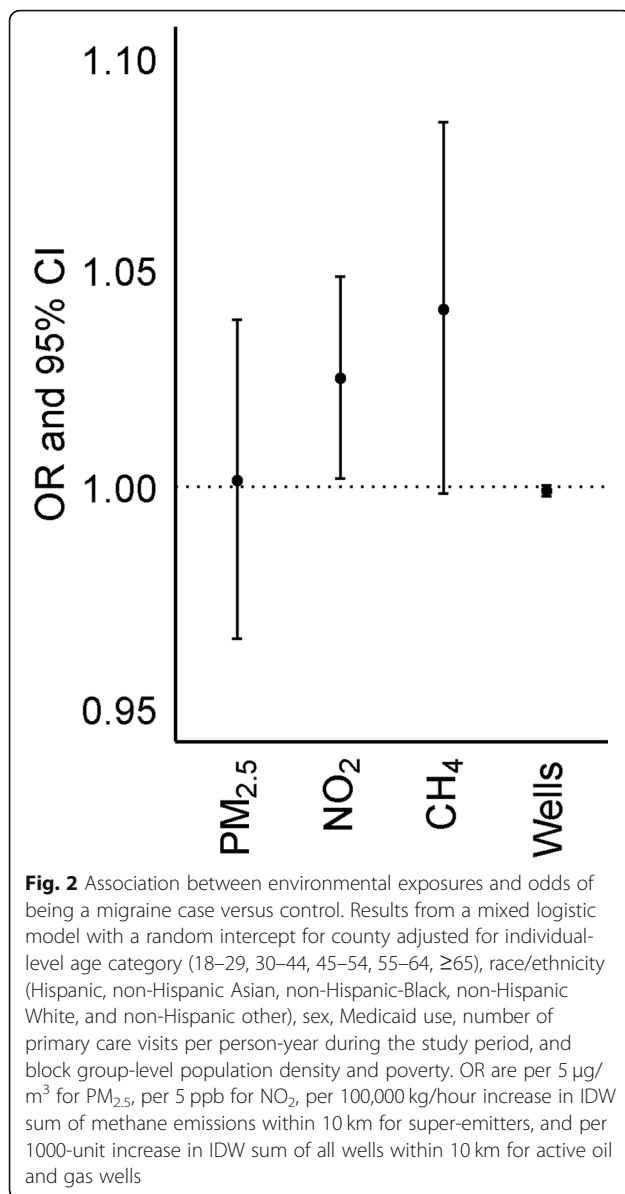 1.10
1.05
1.00
0.95
OR and 95% CI
PM2.5
NO2
CH4
Wells
Fig. 2 Association between environmental exposures and odds of
being a migraine case versus control. Results from a mixed logistic
model with a random intercept for county adjusted for individual-
level age category (18–29, 30–44, 45–54, 55–64, ≥65), race/ethnicity
(Hispanic, non-Hispanic Asian, non-Hispanic-Black, non-Hispanic
White, and non-Hispanic other), sex, Medicaid use, number of
primary care visits per person-year during the study period, and
block group-level population density and poverty. OR are per 5 μg/
m³ for PM2.5, per 5 ppb for NO2, per 100,000 kg/hour increase in IDW
sum of methane emissions within 10 km for super-emitters, and per
1000-unit increase in IDW sum of all wells within 10 km for active oil
and gas wells